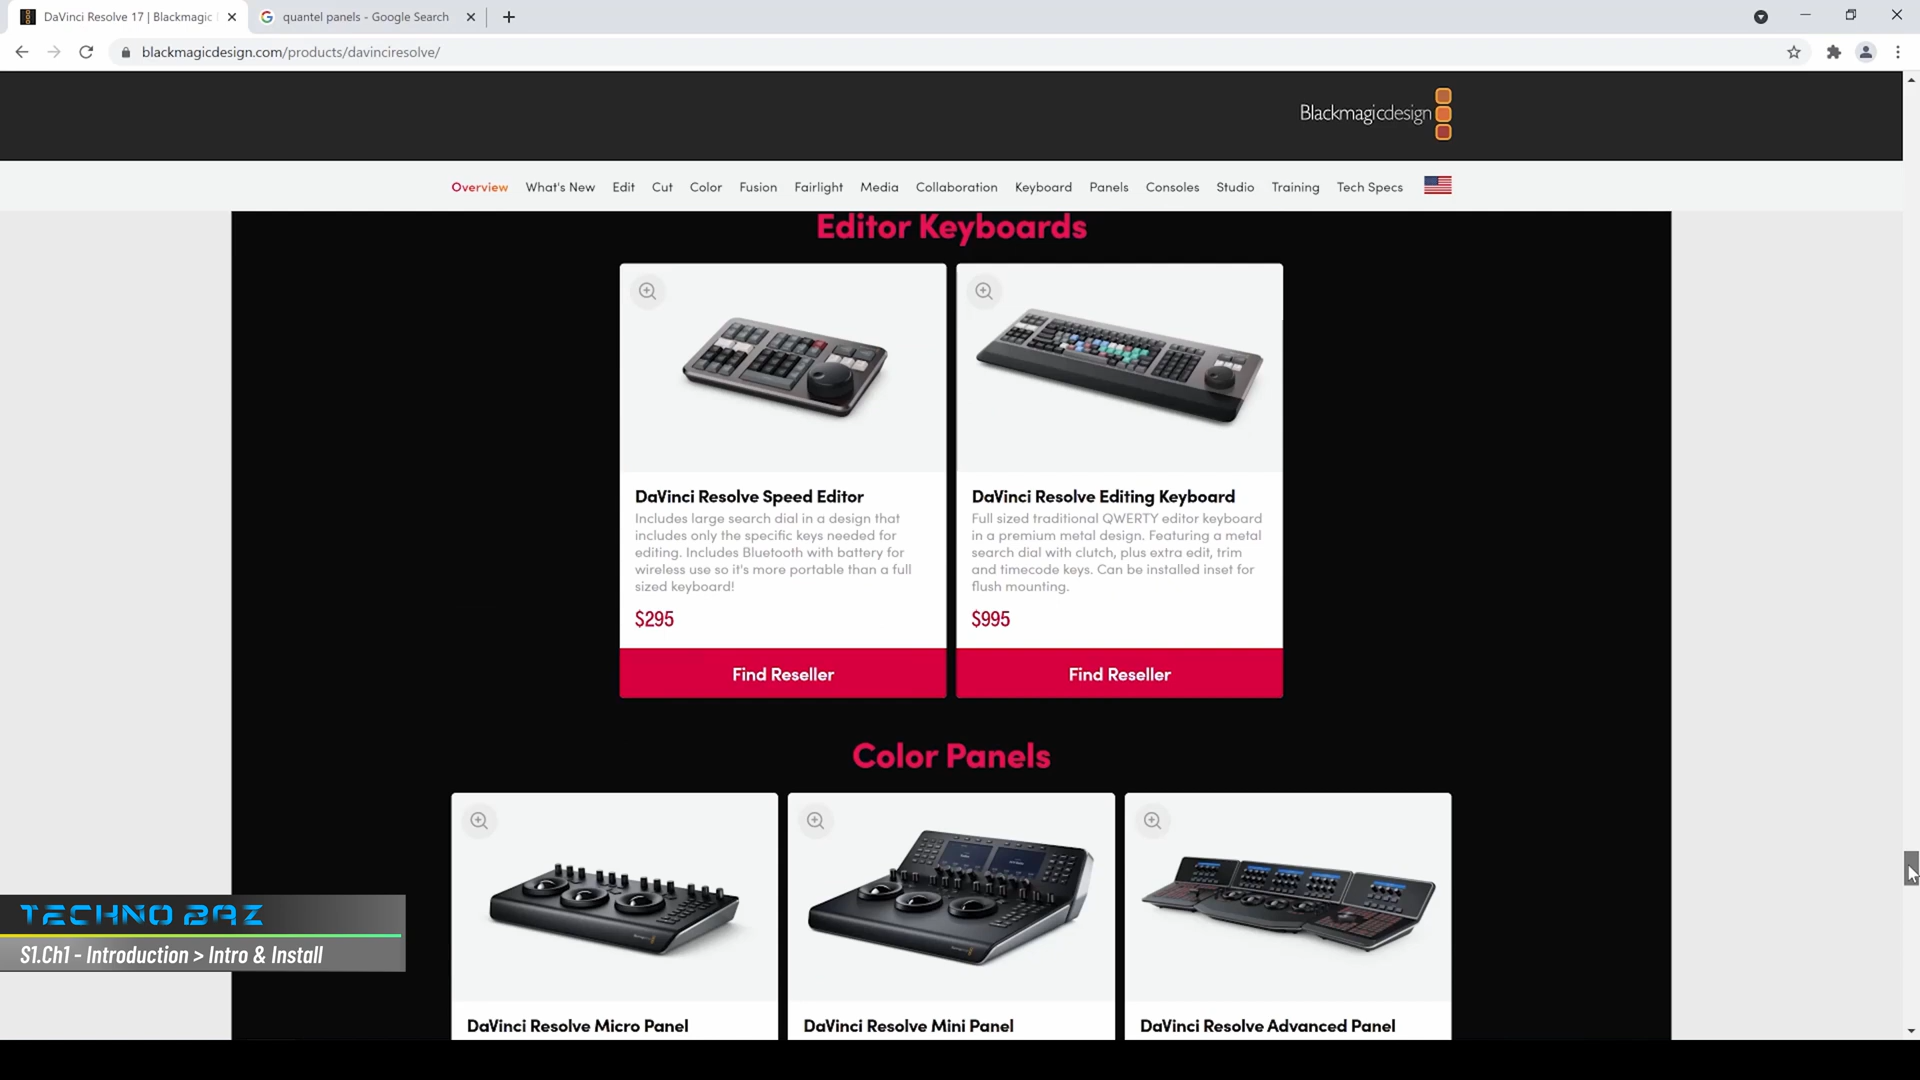 DaVinci Resolve 17 | Blackmagic
quantel panels - Google Search
blackmagicdesign.com/products/davinciresolve/
Blackmagicdesign
Overview What's New Edit Cut Color Fusion Fairlight Media Collaboration Keyboard Panels Consoles Studio Training Tech Specs
Editor Keyboards
DaVinci Resolve Speed Editor
Includes large search dial in a design that
includes only the specific keys needed for
editing. Includes Bluetooth with battery for
wireless use so it's more portable than a full
sized keyboard!
$295
Find Reseller
DaVinci Resolve Editing Keyboard
Full sized traditional QWERTY editor keyboard
in a premium metal design. Featuring a metal
search dial with clutch, plus extra edit, trim
and timecode keys. Can be installed inset for
flush mounting.
$995
Find Reseller
Color Panels
DaVinci Resolve Micro Panel
DaVinci Resolve Mini Panel
DaVinci Resolve Advanced Panel
TECHNO BAZ
S1.Ch1 - Introduction > Intro & Install